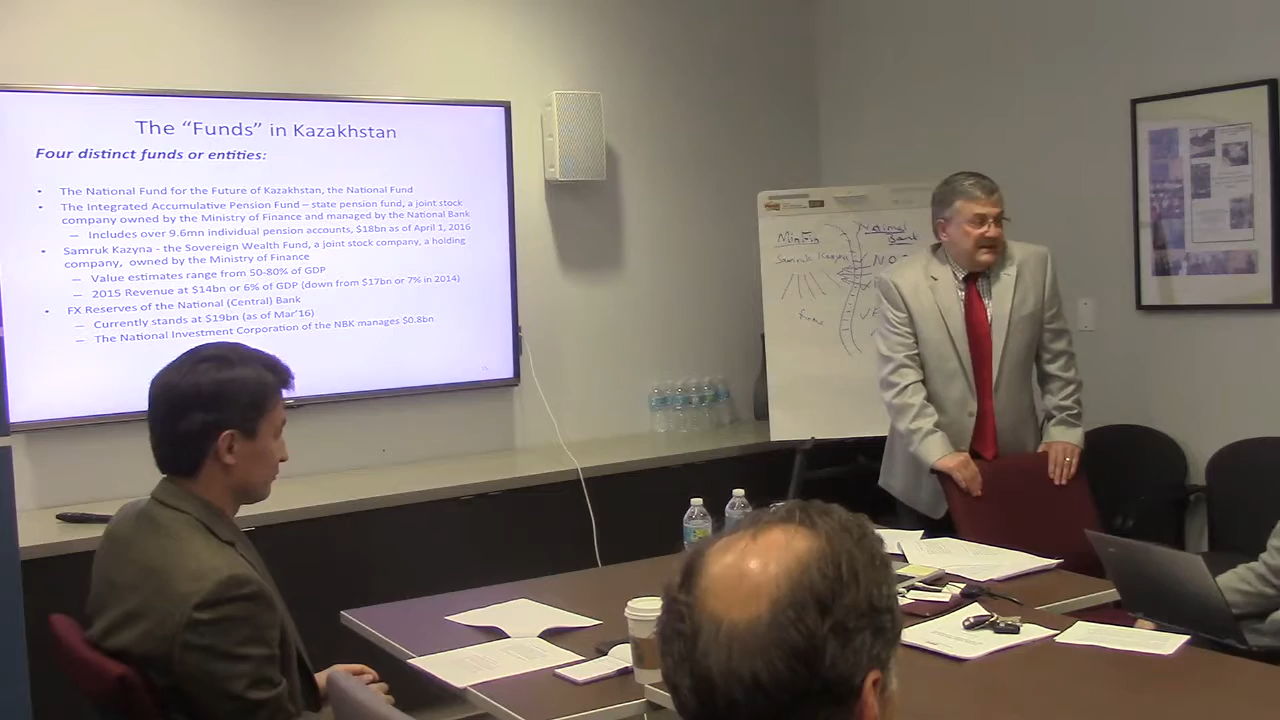 The “Funds” in Kazakhstan
Four distinct funds or entities:
• The National Fund for the Future of Kazakhstan, the National Fund
• The Integrated Accumulative Pension Fund – state pension fund, a joint stock
company owned by the Ministry of Finance and managed by the National Bank
– Includes over 9.6mn individual pension accounts, $18bn as of April 1, 2016
• Samruk Kazyna - the Sovereign Wealth Fund, a joint stock company, a holding
company, owned by the Ministry of Finance
– Value estimates range from 50-80% of GDP
– 2015 Revenue at $14bn or 6% of GDP (down from $17bn or 7% in 2014)
• FX Reserves of the National (Central) Bank
– Currently stands at $19bn (as of Mar’16)
– The National Investment Corporation of the NBK manages $0.8bn
MinFin
Samruk Kazyna
National
Bank